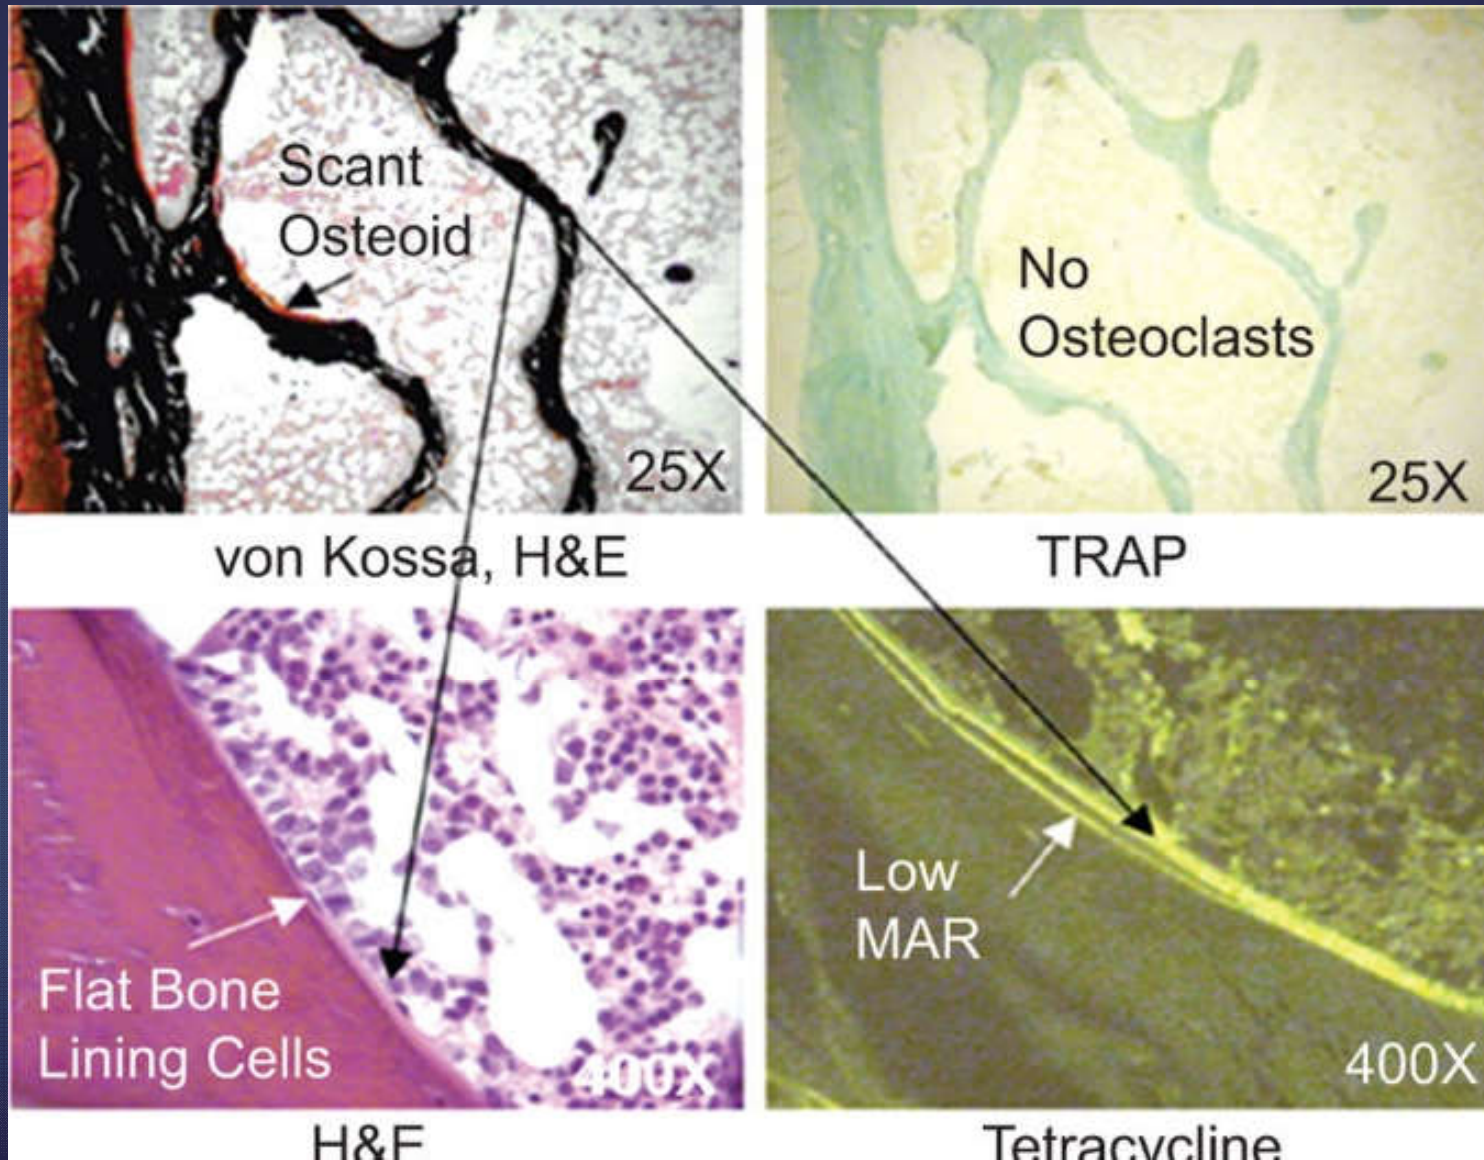 Scant
Osteoid
25X
No
Osteoclasts
25X
von Kossa, H&E
TRAP
Flat Bone
Lining Cells
400X
Low
MAR
400X
H&E
Tetracycline